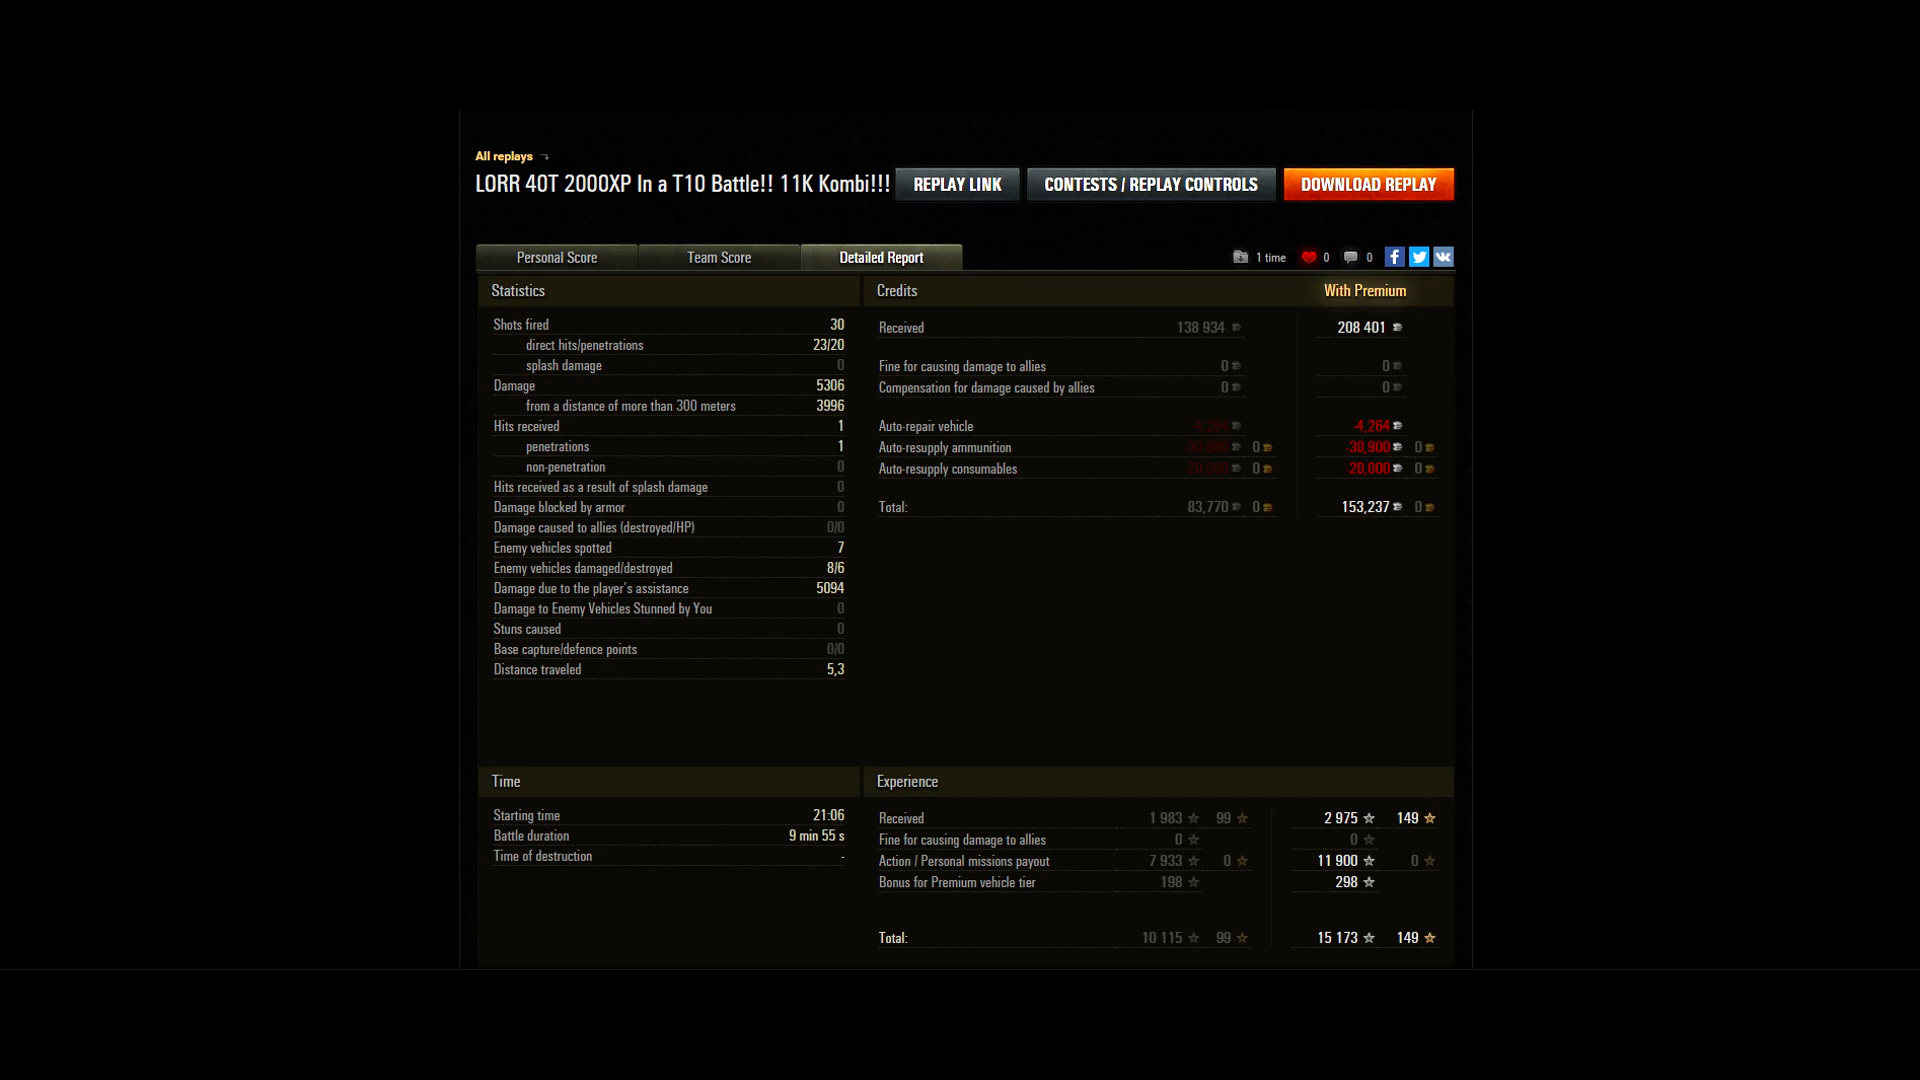 All replays
LORR 40T 2000XP In a T10 Battle!! 11K Kombi!!! REPLAY LINK CONTESTS / REPLAY CONTROLS DOWNLOAD REPLAY
Personal Score Team Score Detailed Report 1 time 0 0
Statistics
Shots fired 30
direct hits/penetrations 23/20
splash damage 0
Damage 5306
from a distance of more than 300 meters 3996
Hits received 1
penetrations 1
non-penetration 0
Hits received as a result of splash damage 0
Damage blocked by armor 0
Damage caused to allies (destroyed/HP) 0/0
Enemy vehicles spotted 7
Enemy vehicles damaged/destroyed 8/6
Damage due to the player's assistance 5094
Damage to Enemy Vehicles Stunned by You 0
Stuns caused 0
Base capture/defence points 0/0
Distance traveled 5,3
Credits With Premium
Received 138 934 208 401
Fine for causing damage to allies 0 0
Compensation for damage caused by allies 0 0
Auto-repair vehicle -4,264 -4,264
Auto-resupply ammunition 0 -30,900 0
Auto-resupply consumables -20,000 0 -20,000 0
Total: 83,770 0 153,237 0
Time
Starting time 21:06
Battle duration 9 min 55 s
Time of destruction -
Experience
Received 1 983 99 2 975 149
Fine for causing damage to allies 0 0
Action / Personal missions payout 7 933 0 11 900 0
Bonus for Premium vehicle tier 198 298
Total: 10 115 99 15 173 149